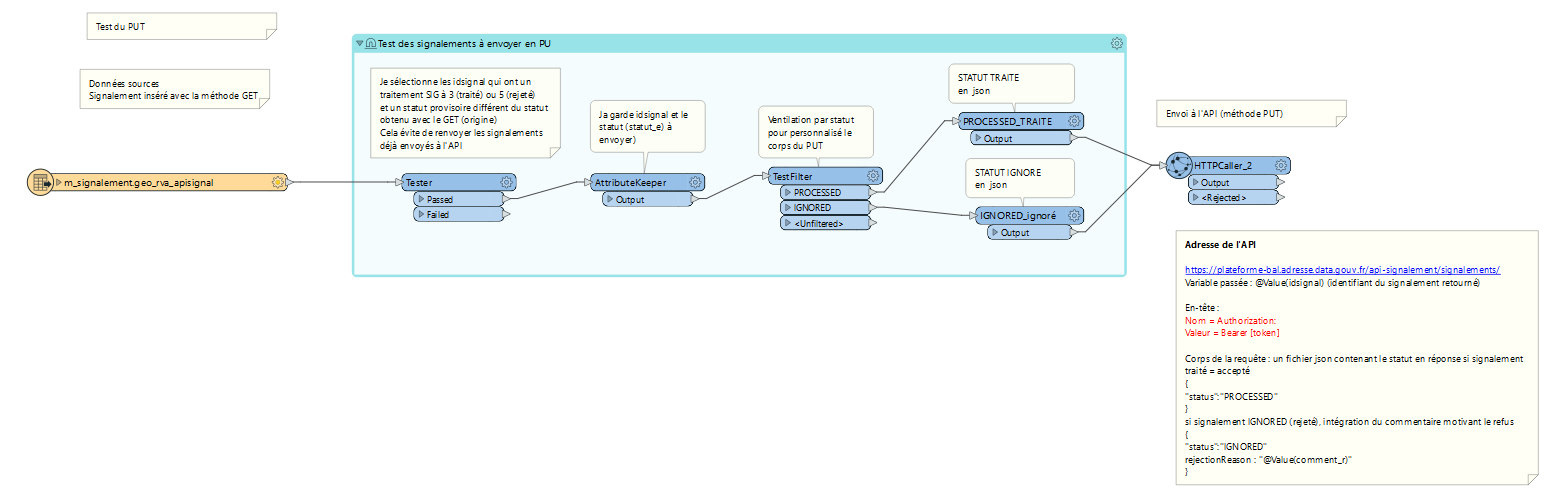 Test du PUT
Données sources
Signalement inséré avec la méthode GET
m_signalement.geo_rva_apisignal
Test des signalements à envoyer en PU
Je sélectionne les idsignal qui ont un
traitement SIG à 3 (traité) ou 5 (rejeté)
et un statut provisoire différent du statut
obtenu avec le GET (origine)
Cela évite de renvoyer les signalements
déjà envoyés à l'API
Tester
Passed
Failed
Ja garde idsignal et le
statut (statut_e) à
envoyer)
AttributeKeeper
Output
Ventilation par statut
pour personnalisé le
corps du PUT
TestFilter
PROCESSED
IGNORED
<Unfiltered>
STATUT TRAITE
en json
PROCESSED_TRAITE
Output
STATUT IGNORE
en json
IGNORED_ignoré
Output
Envoi à l'API (méthode PUT)
HTTPCaller_2
Output
<Rejected>
Adresse de l'API
https://plateforme-bal.adresse.data.gouv.fr/api-signalement/signalements/
Variable passée : @Value(idsignal) (identifiant du signalement retourné)
En-tête :
Nom = Authorization:
Valeur = Bearer [token]
Corps de la requête : un fichier json contenant le statut en réponse si signalement
traité = accepté
{
"status":"PROCESSED"
}
si signalement IGNORED (rejeté), intégration du commentaire motivant le refus
{
"status":"IGNORED"
rejectionReason : "@Value(comment_r)"
}